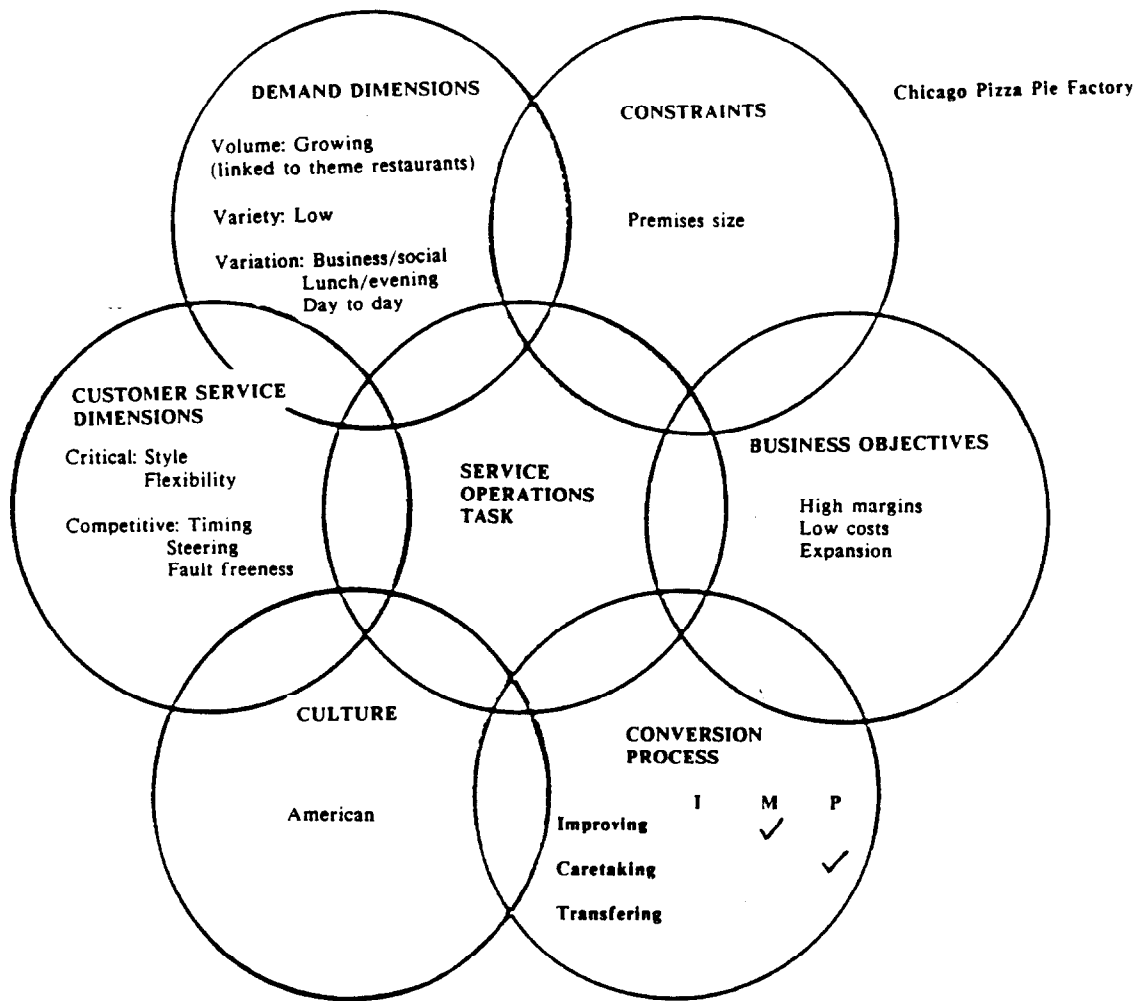 DEMAND DIMENSIONS
Volume: Growing
(linked to theme restaurants)
Variety: Low
Variation: Business/social
Lunch/evening
Day to day
CONSTRAINTS
Premises size
Chicago Pizza Pie Factory
CUSTOMER SERVICE
DIMENSIONS
Critical: Style
Flexibility
Competitive: Timing
Steering
Fault freeness
SERVICE
OPERATIONS
TASK
BUSINESS OBJECTIVES
High margins
Low costs
Expansion
CULTURE
American
CONVERSION
PROCESS
I M P
Improving ✓
Caretaking ✓
Transfering